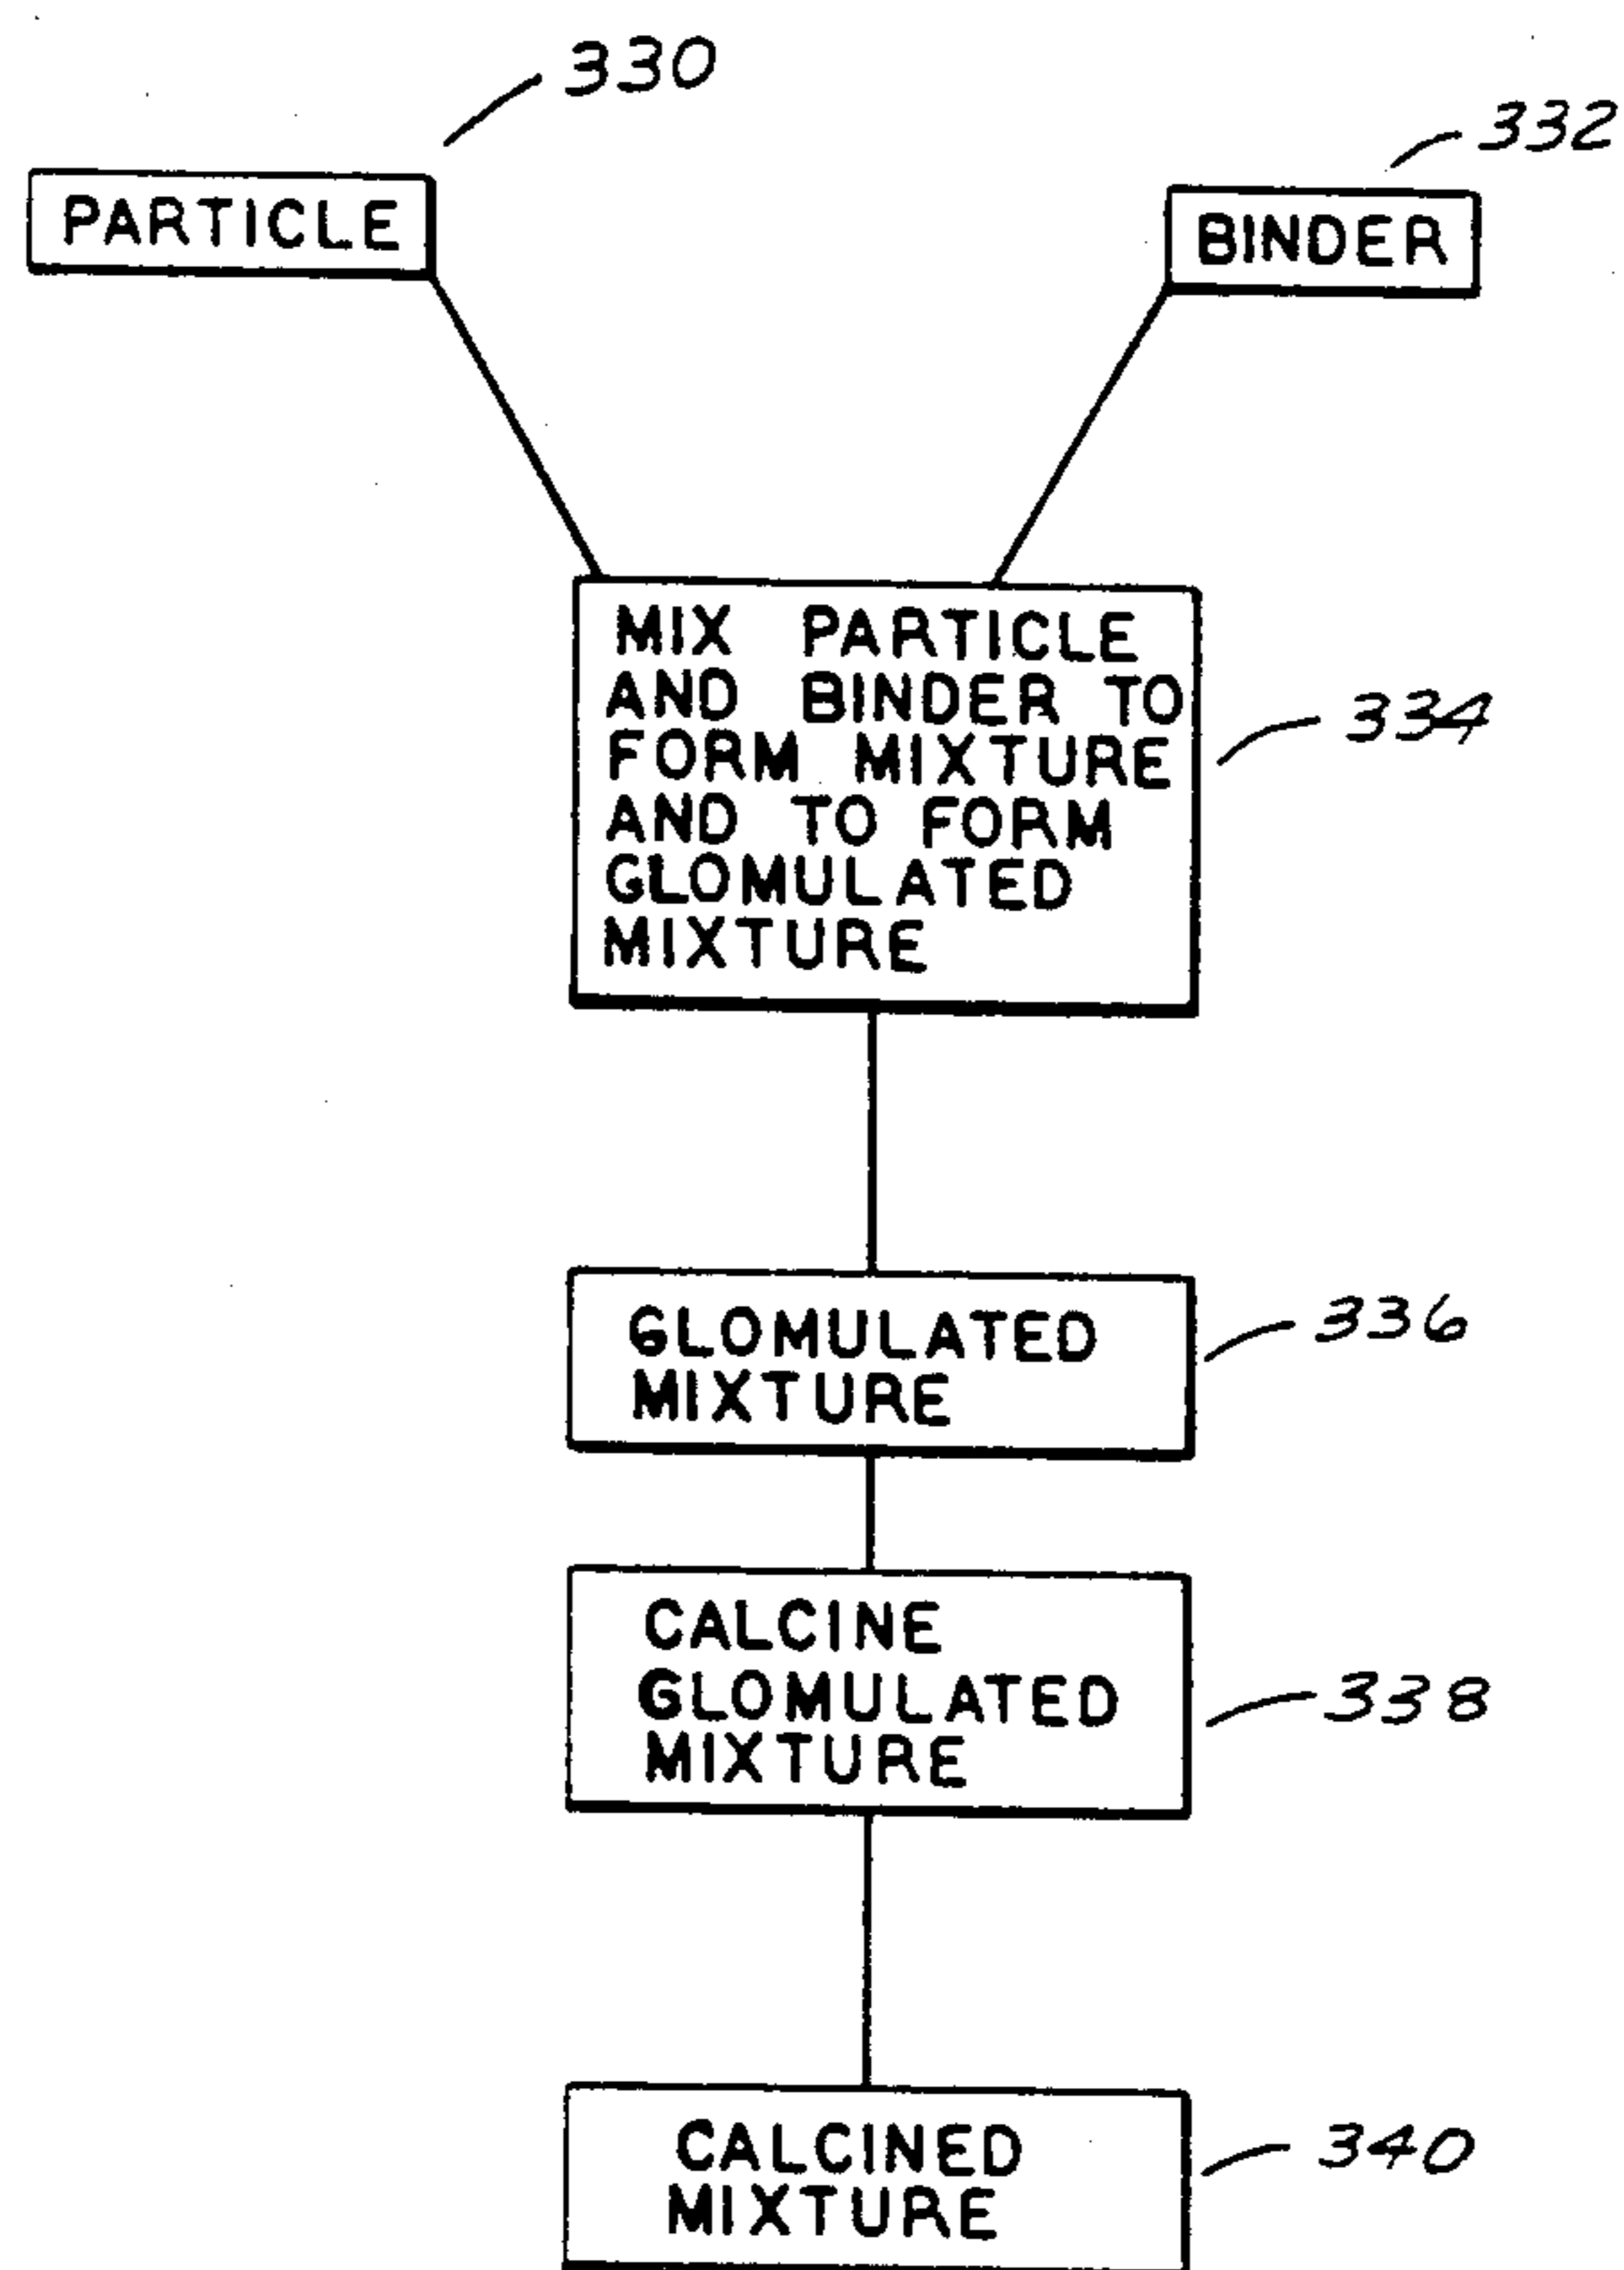 330
332
PARTICLE
BINDER
MIX PARTICLE
AND BINDER TO
FORM MIXTURE
AND TO FORM
GLOMULATED
MIXTURE
334
GLOMULATED
MIXTURE
336
CALCINE
GLOMULATED
MIXTURE
338
CALCINED
MIXTURE
340